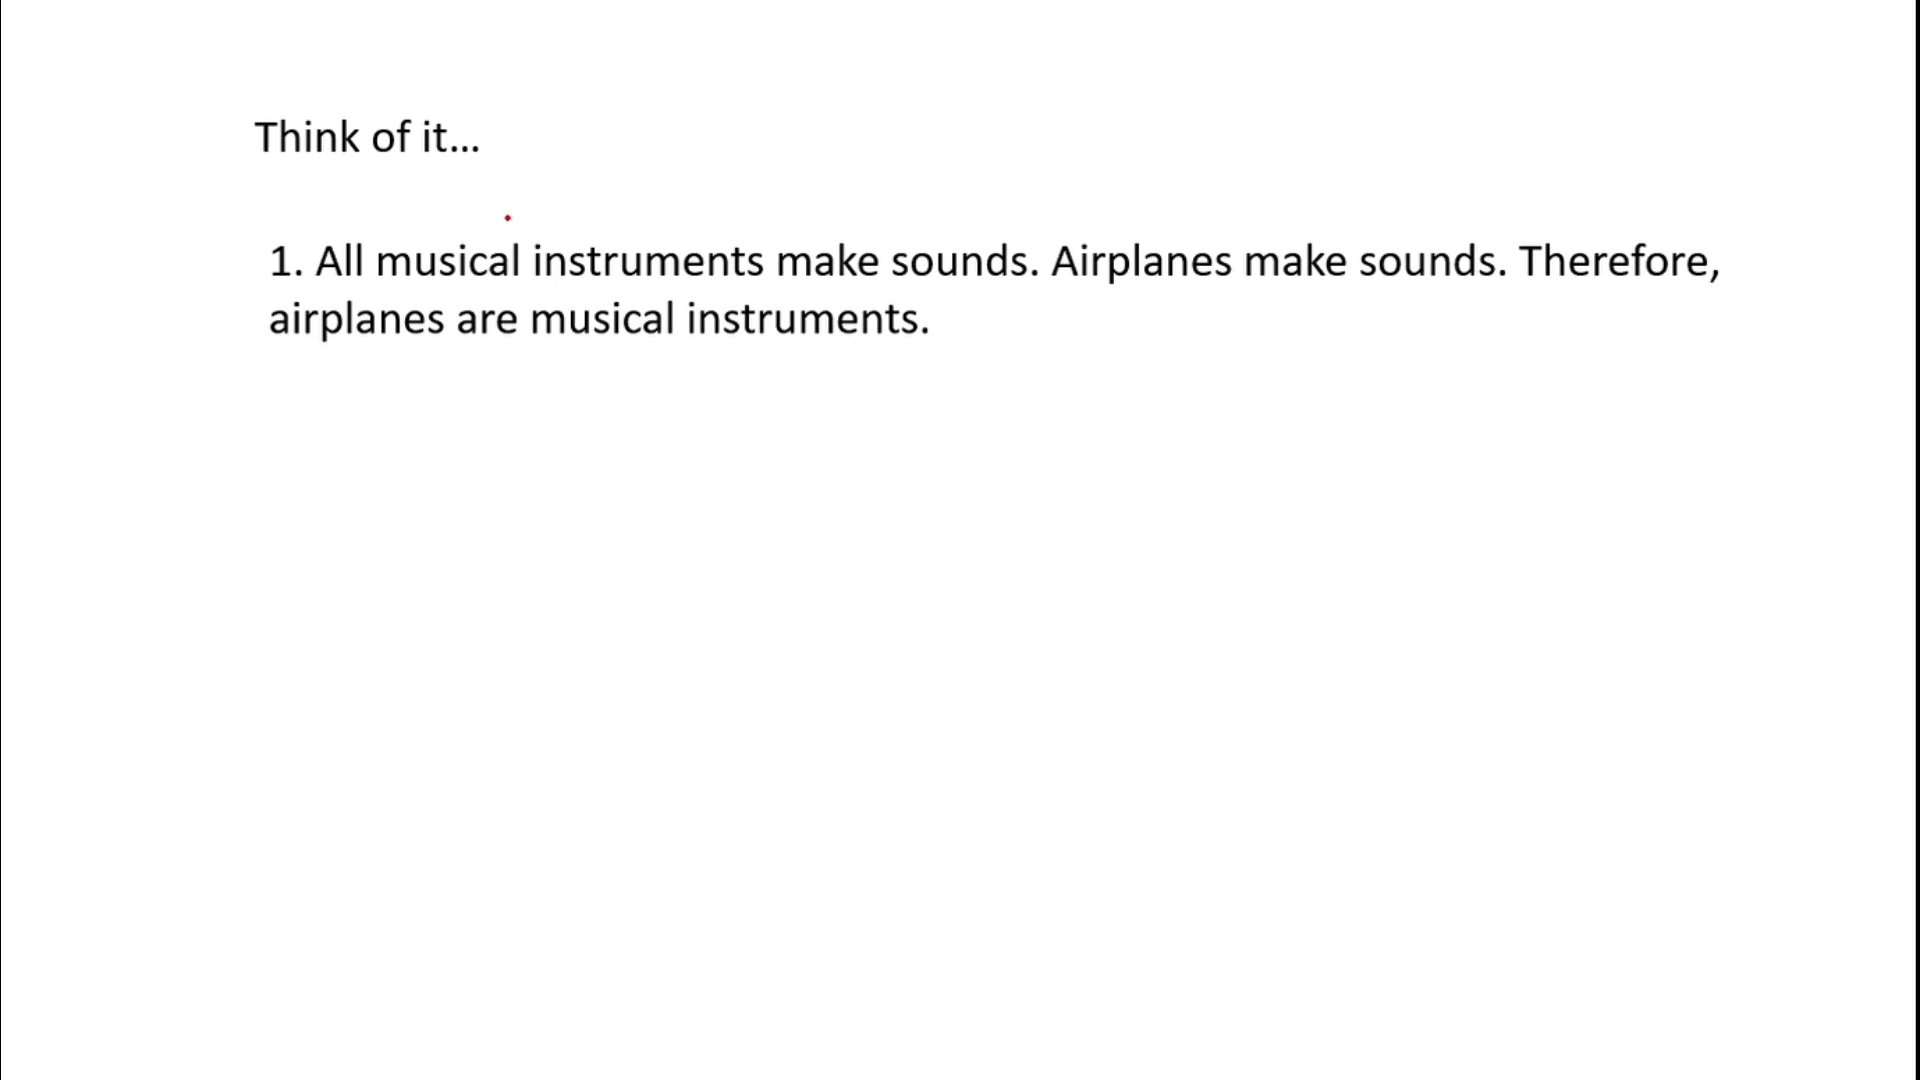 Think of it...
1. All musical instruments make sounds. Airplanes make sounds. Therefore,
airplanes are musical instruments.